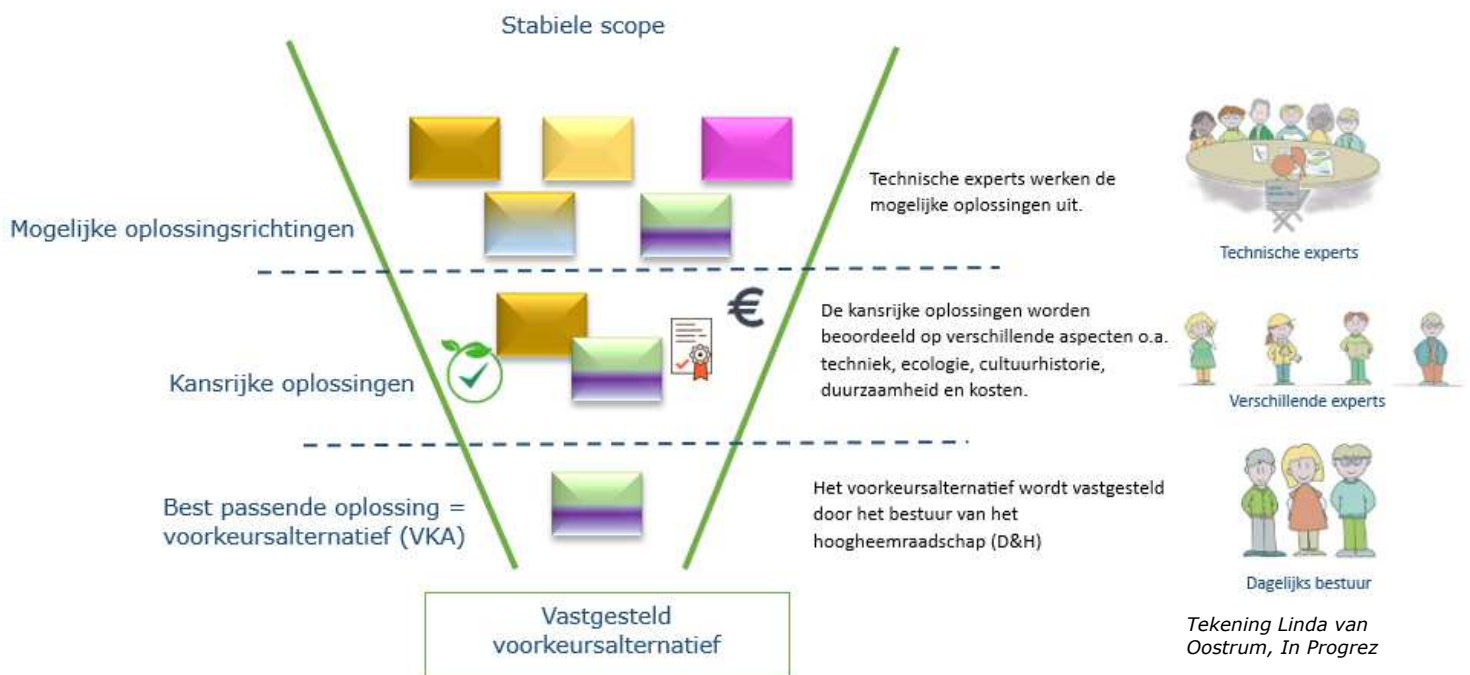 Stabiele scope
Mogelijke oplossingsrichtingen
Technische experts werken de
mogelijke oplossingen uit.
Technische experts
Kansrijke oplossingen
€
De kansrijke oplossingen worden
beoordeeld op verschillende aspecten o.a.
techniek, ecologie, cultuurhistorie,
duurzaamheid en kosten.
Verschillende experts
Best passende oplossing =
voorkeursalternatief (VKA)
Het voorkeursalternatief wordt vastgesteld
door het bestuur van het
hoogheemraadschap (D&H)
Dagelijks bestuur
Vastgesteld
voorkeursalternatief
Tekening Linda van
Oostrum, In Progrez